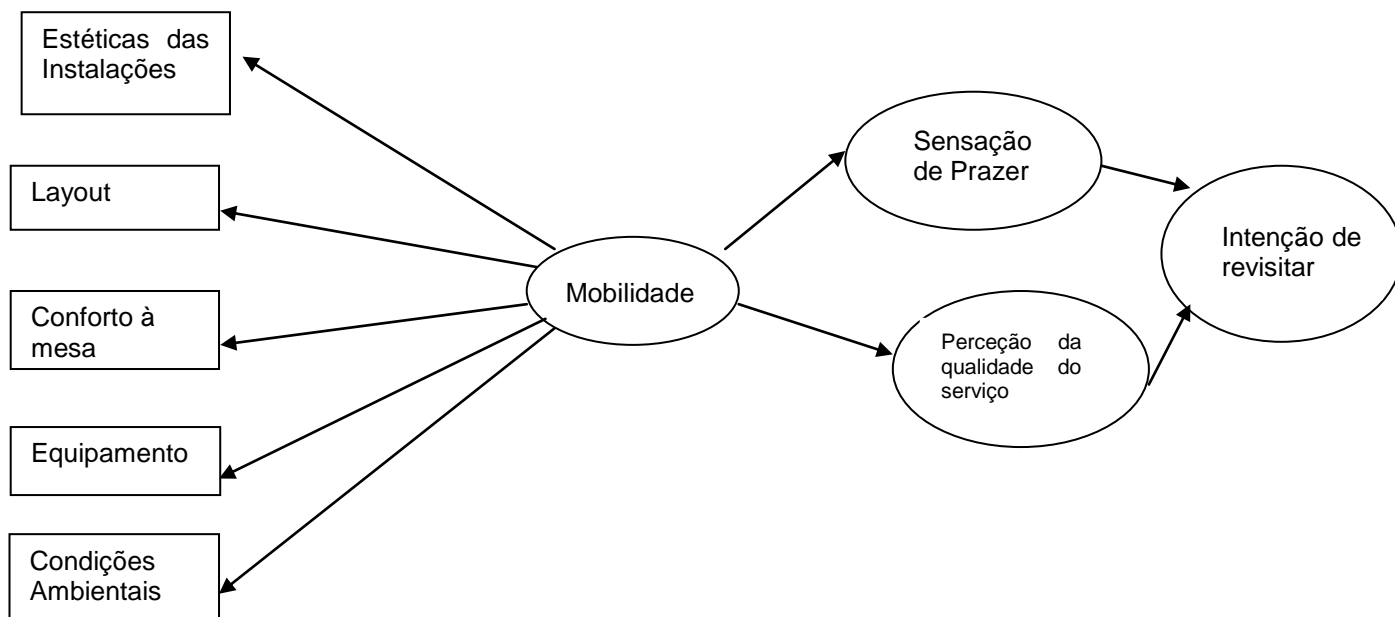 Estéticas das
Instalações
Layout
Conforto à
mesa
Equipamento
Condições
Ambientais
Mobilidade
Sensação
de Prazer
Perceção da
qualidade do
serviço
Intenção de
revisitar